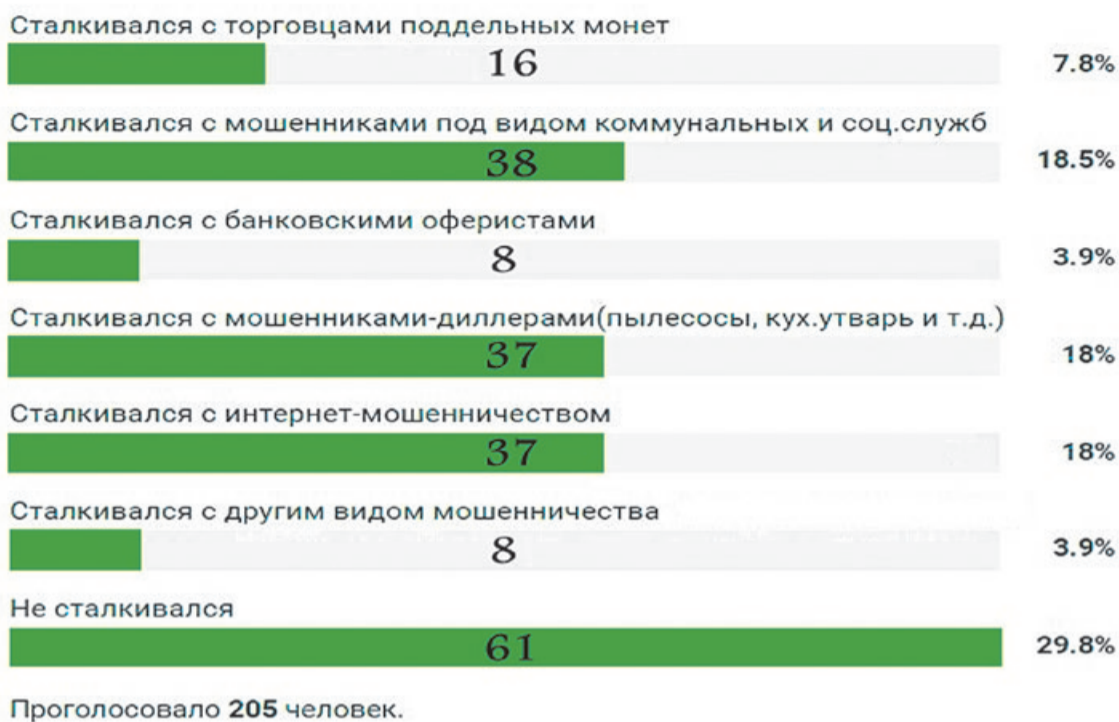 Сталкивался с торговцами поддельных монет
16 7.8%
Сталкивался с мошенниками под видом коммунальных и соц.служб
38 18.5%
Сталкивался с банковскими оферистами
8 3.9%
Сталкивался с мошенниками-диллерами(пылесосы, кух.утварь и т.д.)
37 18%
Сталкивался с интернет-мошенничеством
37 18%
Сталкивался с другим видом мошенничества
8 3.9%
Не сталкивался
61 29.8%
Проголосовало 205 человек.